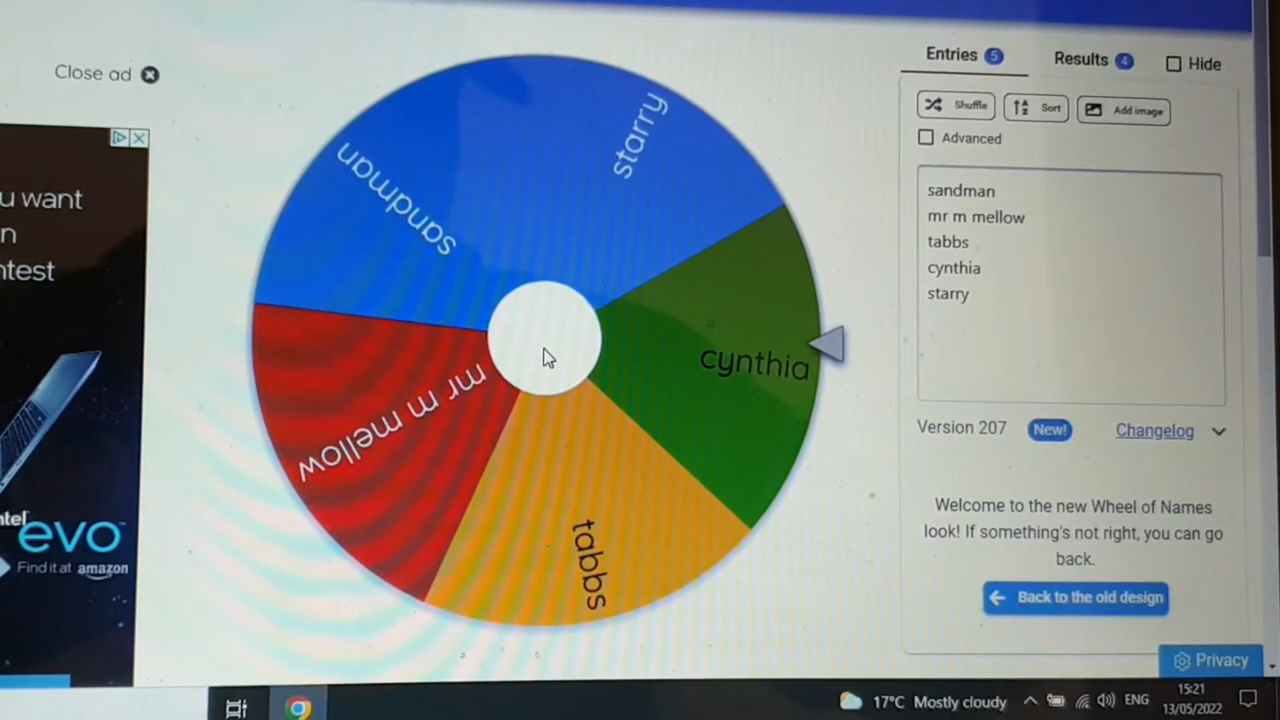 Close ad
u want
n
ntest
ntel
evo
Find it at amazon
starry
sandman
cynthia
mr m mellow
tabbs
Entries 5
Results 4
Hide
Shuffle
Sort
Add image
Advanced
sandman
mr m mellow
tabbs
cynthia
starry
Version 207
New!
Changelog
Welcome to the new Wheel of Names
look! If something's not right, you can go
back.
Back to the old design
Privacy
17°C Mostly cloudy
ENG
15:21
13/05/2022